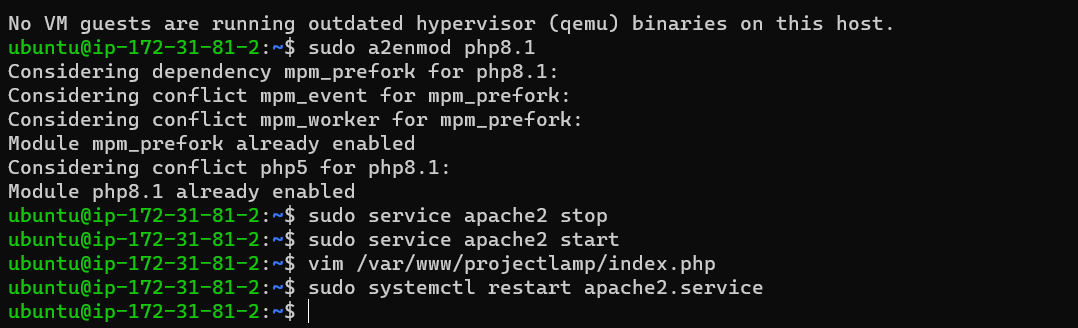 No VM guests are running outdated hypervisor (qemu) binaries on this host.
ubuntu@ip-172-31-81-2:~$ sudo a2enmod php8.1
Considering dependency mpm_prefork for php8.1:
Considering conflict mpm_event for mpm_prefork:
Considering conflict mpm_worker for mpm_prefork:
Module mpm_prefork already enabled
Considering conflict php5 for php8.1:
Module php8.1 already enabled
ubuntu@ip-172-31-81-2:~$ sudo service apache2 stop
ubuntu@ip-172-31-81-2:~$ sudo service apache2 start
ubuntu@ip-172-31-81-2:~$ vim /var/www/projectlamp/index.php
ubuntu@ip-172-31-81-2:~$ sudo systemctl restart apache2.service
ubuntu@ip-172-31-81-2:~$